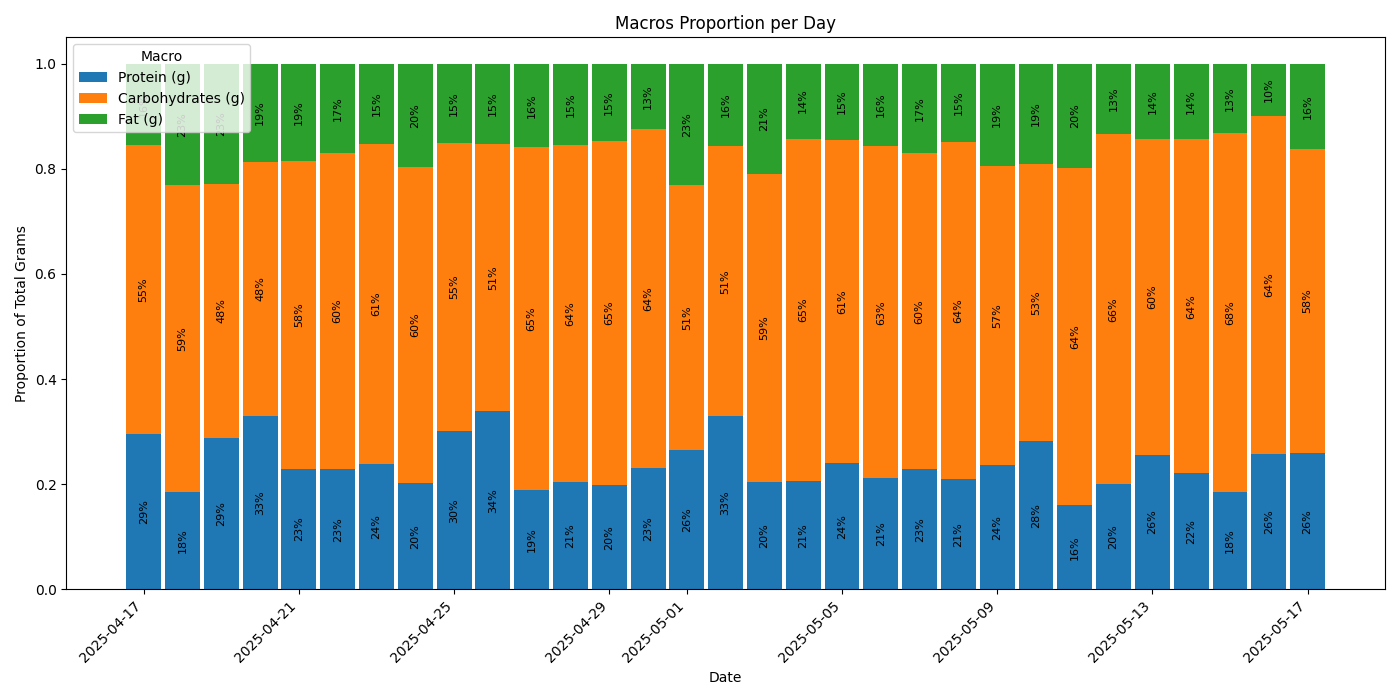 Macros Proportion per Day
Macro
Protein (g)
Carbohydrates (g)
Fat (g)
Proportion of Total Grams
1.0
0.8
0.6
0.4
0.2
0.0
23% 23% 19% 19% 17% 15% 20% 15% 15% 16% 15% 15% 13% 23% 16% 21% 14% 15% 16% 17% 15% 19% 19% 20% 13% 14% 14% 13% 10% 16%
55% 59% 48% 48% 58% 60% 61% 60% 55% 51% 65% 64% 65% 64% 51% 51% 59% 65% 61% 63% 60% 64% 57% 53% 64% 66% 60% 64% 68% 64% 58%
29% 18% 29% 33% 23% 23% 24% 20% 30% 34% 19% 21% 20% 23% 26% 33% 20% 21% 24% 21% 23% 21% 24% 28% 16% 20% 26% 22% 18% 26% 26%
2025-04-17 2025-04-21 2025-04-25 2025-04-29 2025-05-01 2025-05-05 2025-05-09 2025-05-13 2025-05-17
Date